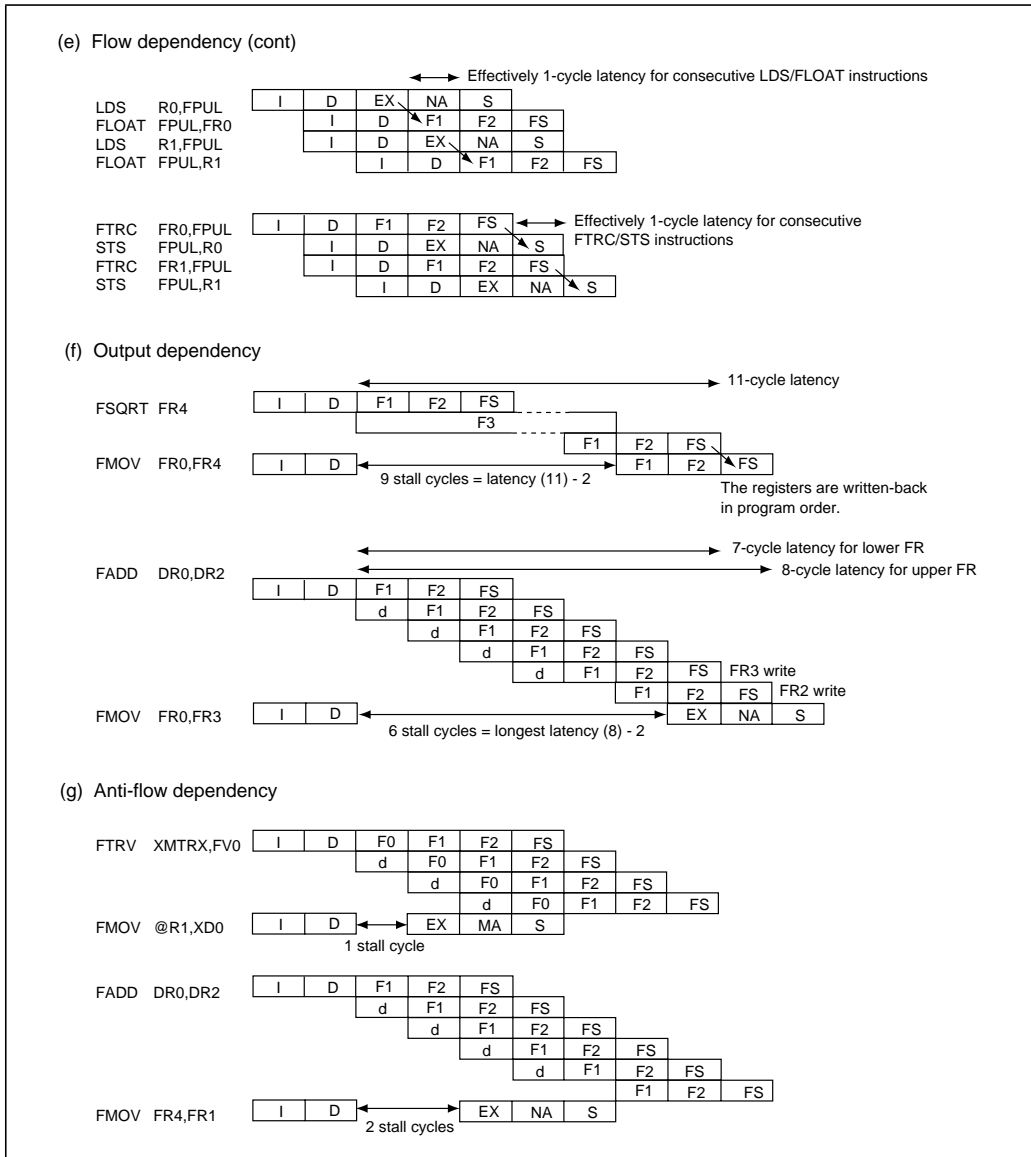 (e) Flow dependency (cont)
Effectively 1-cycle latency for consecutive LDS/FLOAT instructions
LDS R0,FPUL I D EX NA S
FLOAT FPUL,FR0 I D F1 F2 FS
LDS R1,FPUL I D EX NA S
FLOAT FPUL,R1 I D F1 F2 FS
FTRC FR0,FPUL I D F1 F2 FS Effectively 1-cycle latency for consecutive
STS FPUL,R0 I D EX NA S FTRC/STS instructions
FTRC FR1,FPUL I D F1 F2 FS
STS FPUL,R1 I D EX NA S
(f) Output dependency
11-cycle latency
FSQRT FR4 I D F1 F2 FS
F3
F1 F2 FS
FMOV FR0,FR4 I D F1 F2 FS
9 stall cycles = latency (11) - 2
The registers are written-back
in program order.
7-cycle latency for lower FR
8-cycle latency for upper FR
FADD DR0,DR2 I D F1 F2 FS
d F1 F2 FS
d F1 F2 FS
d F1 F2 FS
d F1 F2 FS FR3 write
F1 F2 FS FR2 write
FMOV FR0,FR3 I D EX NA S
6 stall cycles = longest latency (8) - 2
(g) Anti-flow dependency
FTRV XMTRX,FV0 I D F0 F1 F2 FS
d F0 F1 F2 FS
d F0 F1 F2 FS
d F0 F1 F2 FS
FMOV @R1,XD0 I D EX MA S
1 stall cycle
FADD DR0,DR2 I D F1 F2 FS
d F1 F2 FS
d F1 F2 FS
d F1 F2 FS
d F1 F2 FS
F1 F2 FS
FMOV FR4,FR1 I D EX NA S
2 stall cycles